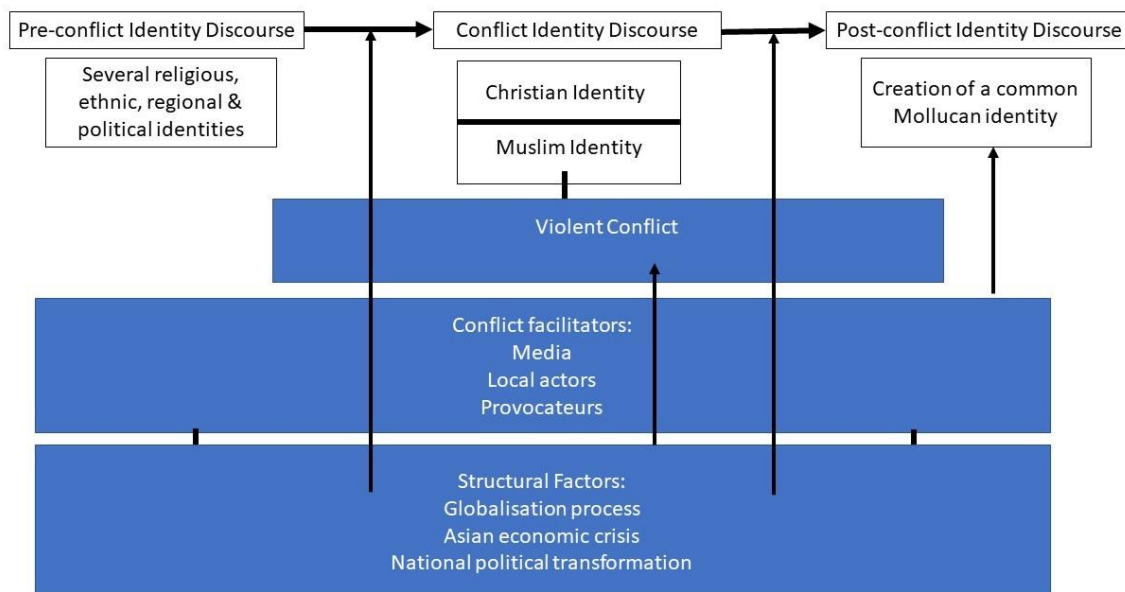 Pre-conflict Identity Discourse
Conflict Identity Discourse
Post-conflict Identity Discourse
Several religious,
ethnic, regional &
political identities
Christian Identity
Muslim Identity
Creation of a common
Mollucan identity
Violent Conflict
Conflict facilitators:
Media
Local actors
Provocateurs
Structural Factors:
Globalisation process
Asian economic crisis
National political transformation